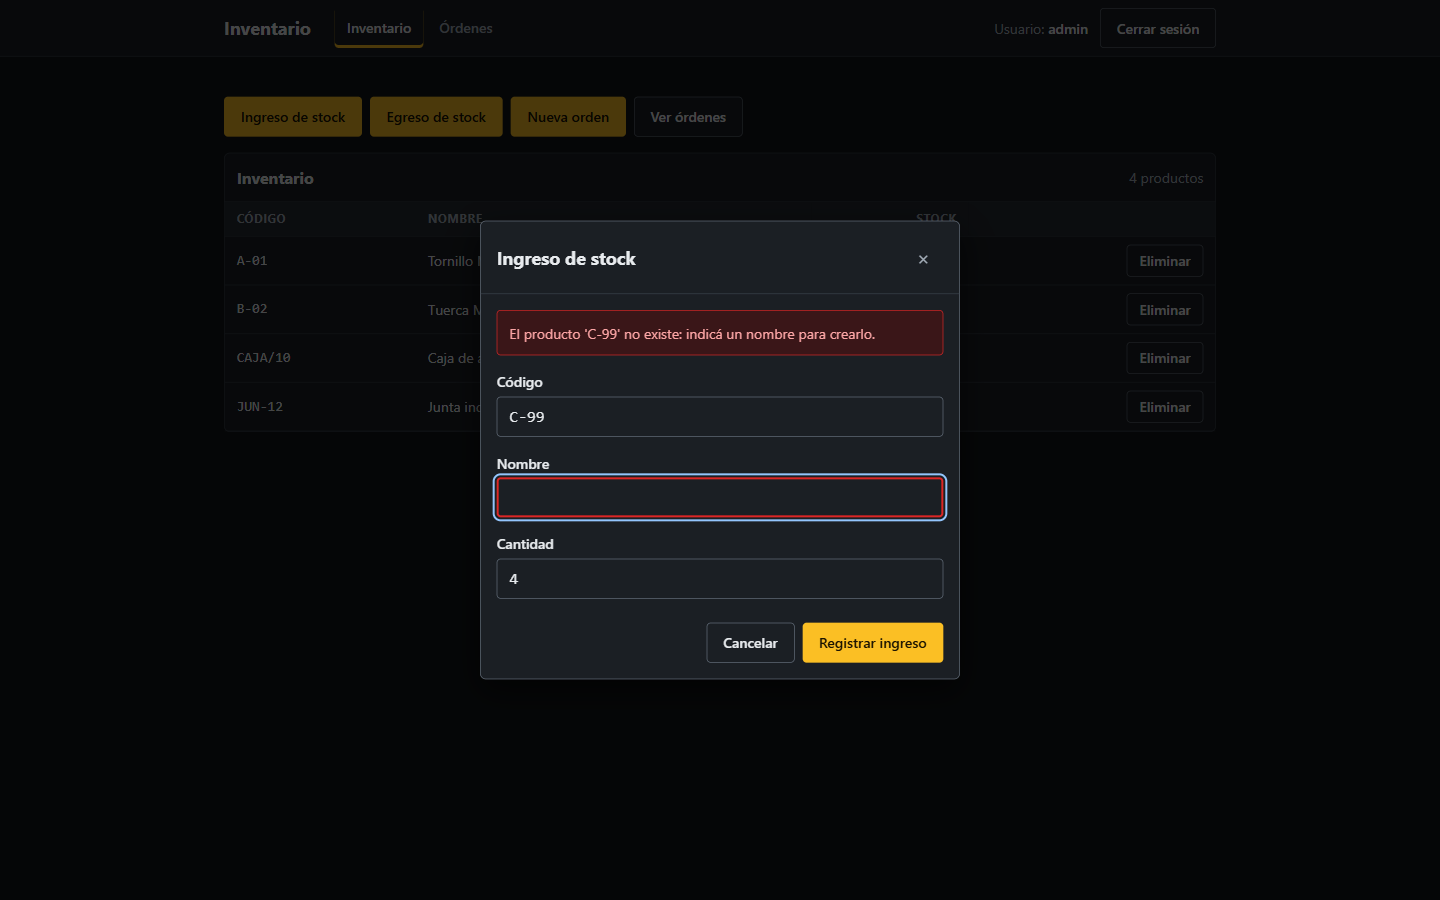 Inventario Inventario Órdenes Usuario: admin Cerrar sesión
Ingreso de stock Egreso de stock Nueva orden Ver órdenes
Inventario 4 productos
CÓDIGO NOMBRE STOCK
A-01 Tornillo Eliminar
B-02 Tuerca Eliminar
CAJA/10 Caja de Eliminar
JUN-12 Junta Eliminar
Ingreso de stock ×
El producto 'C-99' no existe: indicá un nombre para crearlo.
Código
C-99
Nombre
Cantidad
4
Cancelar Registrar ingreso